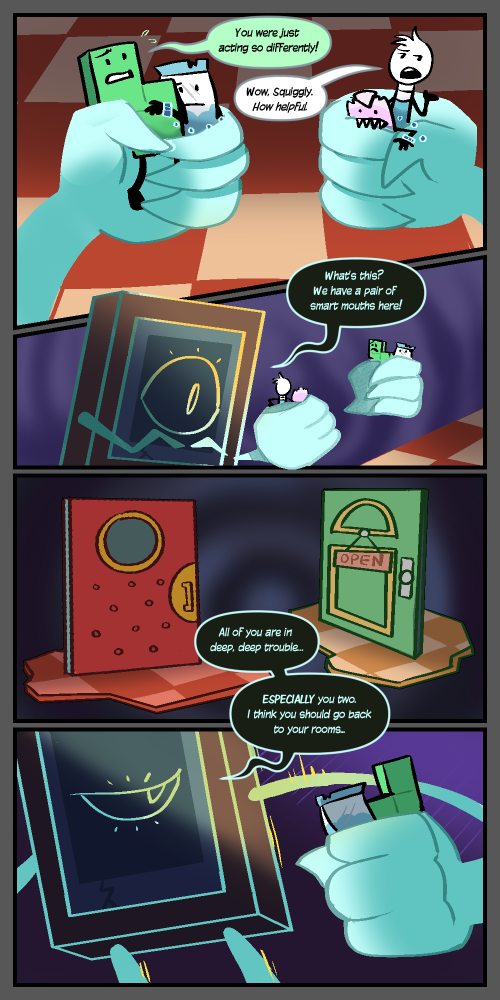 You were just
acting so differently!
Wow, Squiggly.
How helpful.
What's this?
We have a pair of
smart mouths here!
OPEN
All of you are in
deep, deep trouble...
ESPECIALLY you two.
I think you should go back
to your rooms...